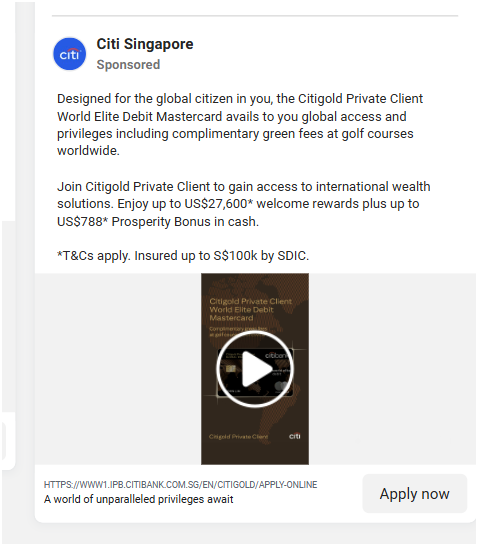 Citi Singapore
Sponsored
citi
Designed for the global citizen in you, the Citigold Private Client
World Elite Debit Mastercard avails to you global access and
privileges including complimentary green fees at golf courses
worldwide.
Join Citigold Private Client to gain access to international wealth
solutions. Enjoy up to US$27,600* welcome rewards plus up to
US$788* Prosperity Bonus in cash.
*T&Cs apply. Insured up to S$100k by SDIC.
Citigold Private Client
World Elite Debit
Mastercard
Complimentary green fees
at golf
citibank
Citigold Private Client
citi
HTTPS://WWW1.IPB.CITIBANK.COM.SG/EN/CITIGOLD/APPLY-ONLINE
A world of unparalleled privileges await
Apply now